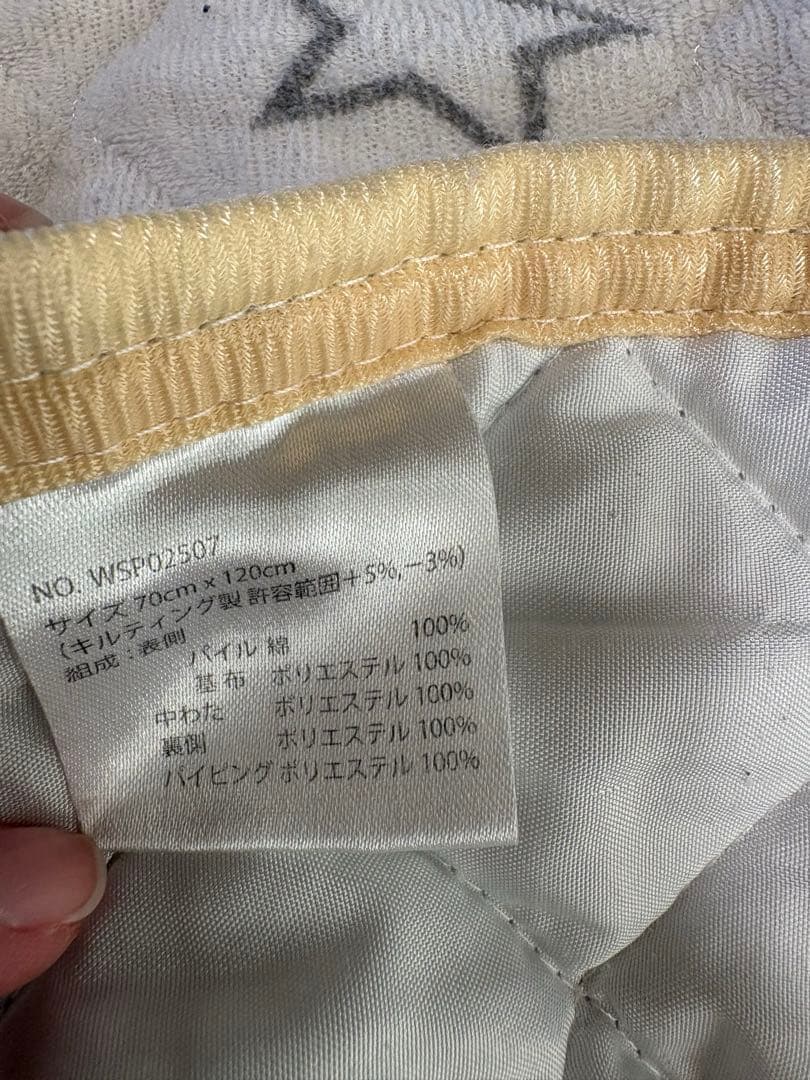 NO. WSP02507
サイズ 70cm x 120cm
(キルティング製 許容範囲+5%,－3%)
組成:表側
パイル 綿 100%
基布 ポリエステル 100%
中わた ポリエステル 100%
裏側 ポリエステル 100%
パイピング ポリエステル 100%